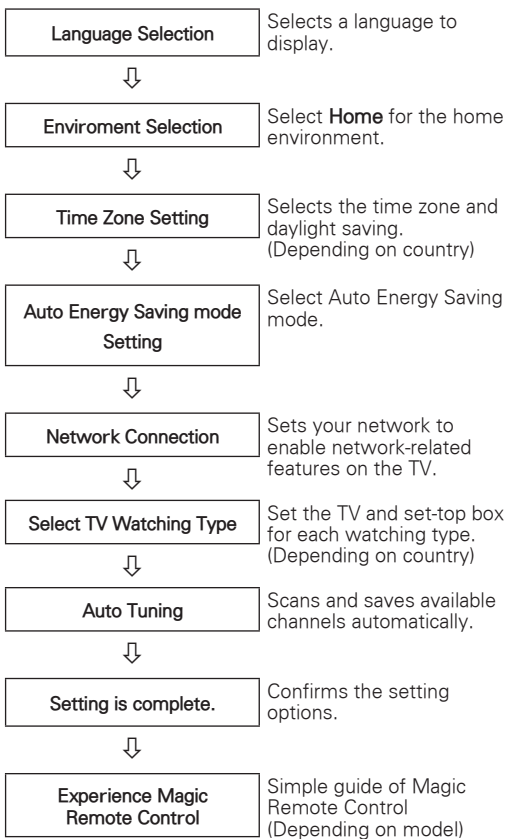 Language Selection
Selects a language to
display.
Enviroment Selection
Select Home for the home
environment.
Time Zone Setting
Selects the time zone and
daylight saving.
(Depending on country)
Auto Energy Saving mode
Setting
Select Auto Energy Saving
mode.
Network Connection
Sets your network to
enable network-related
features on the TV.
Select TV Watching Type
Set the TV and set-top box
for each watching type.
(Depending on country)
Auto Tuning
Scans and saves available
channels automatically.
Setting is complete.
Confirms the setting
options.
Experience Magic
Remote Control
Simple guide of Magic
Remote Control
(Depending on model)